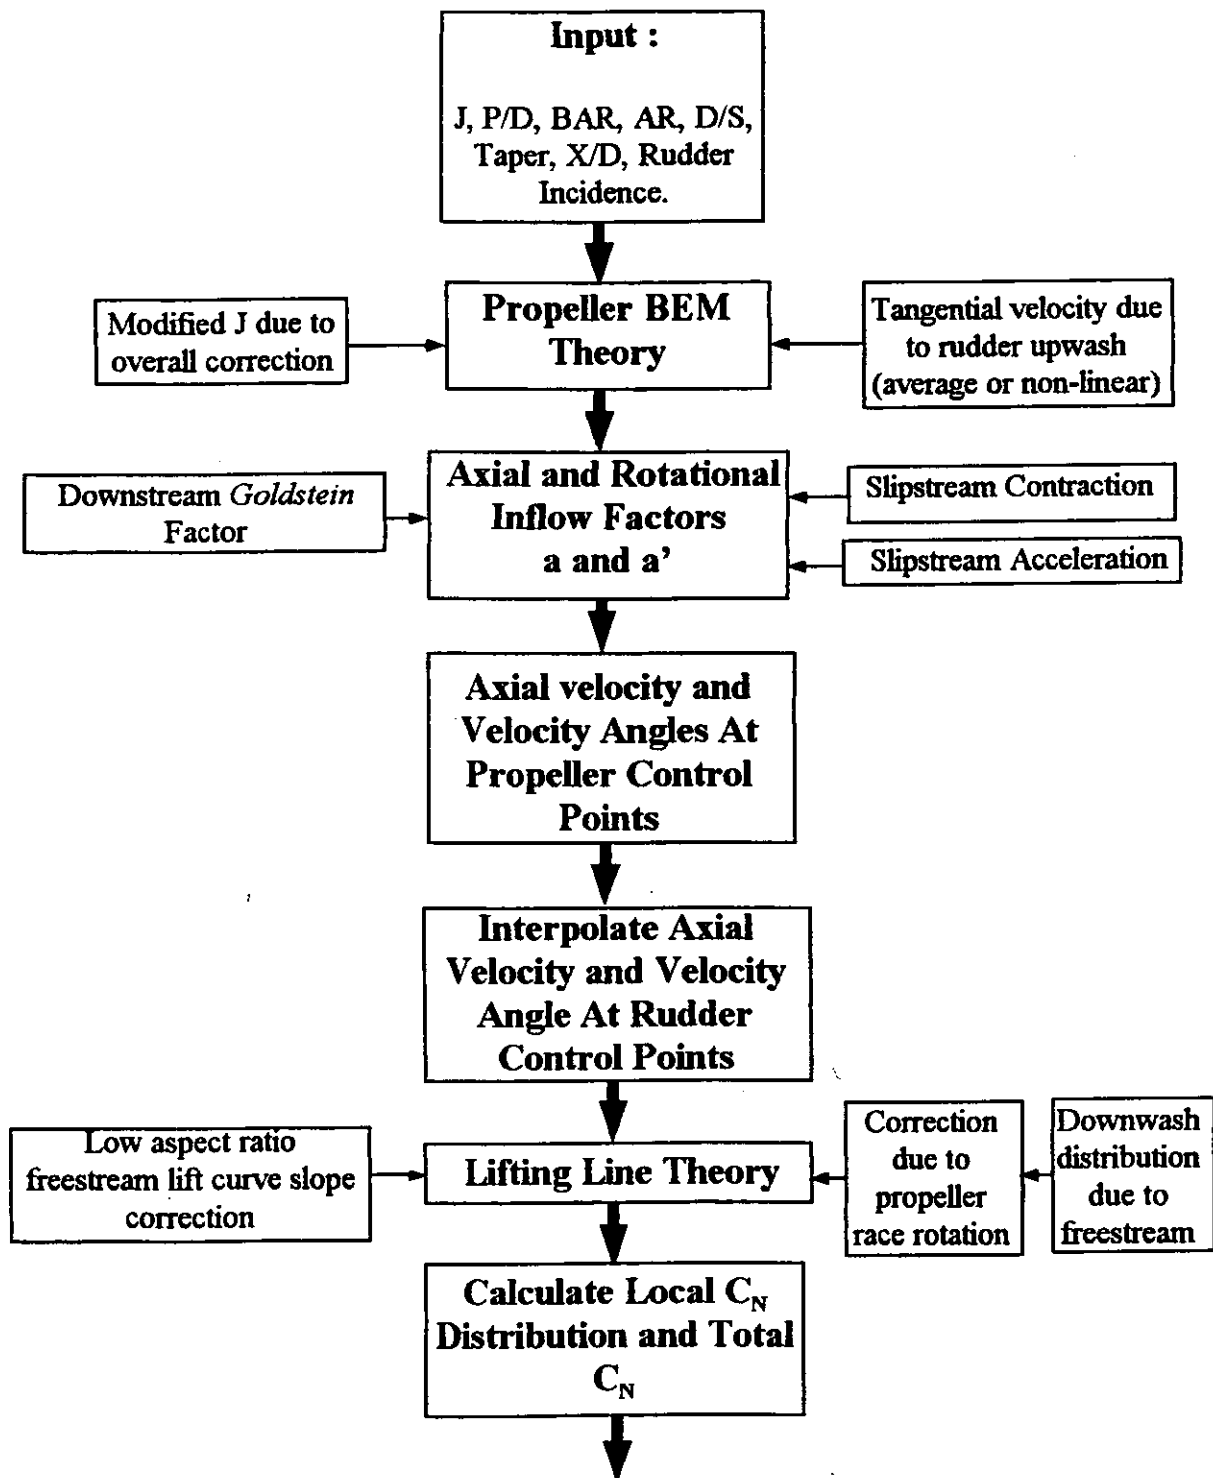 Input :
J, P/D, BAR, AR, D/S,
Taper, X/D, Rudder
Incidence.
Modified J due to
overall correction
Propeller BEM
Theory
Tangential velocity due
to rudder upwash
(average or non-linear)
Downstream Goldstein
Factor
Axial and Rotational
Inflow Factors
a and a’
Slipstream Contraction
Slipstream Acceleration
Axial velocity and
Velocity Angles At
Propeller Control
Points
Interpolate Axial
Velocity and Velocity
Angle At Rudder
Control Points
Low aspect ratio
freestream lift curve slope
correction
Lifting Line Theory
Correction
due to
propeller
race rotation
Downwash
distribution
due to
freestream
Calculate Local C_N
Distribution and Total
C_N